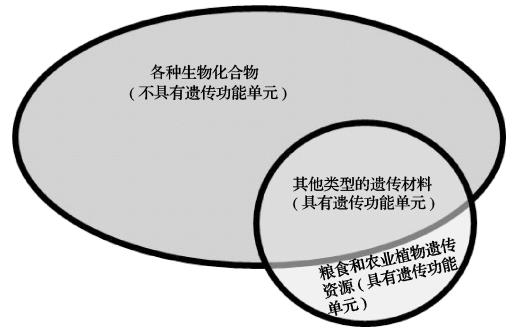 各种生物化合物
(不具有遗传功能单元)
其他类型的遗传材料
(具有遗传功能单元)
粮食和农业植物遗传
资源(具有遗传功能
单元)